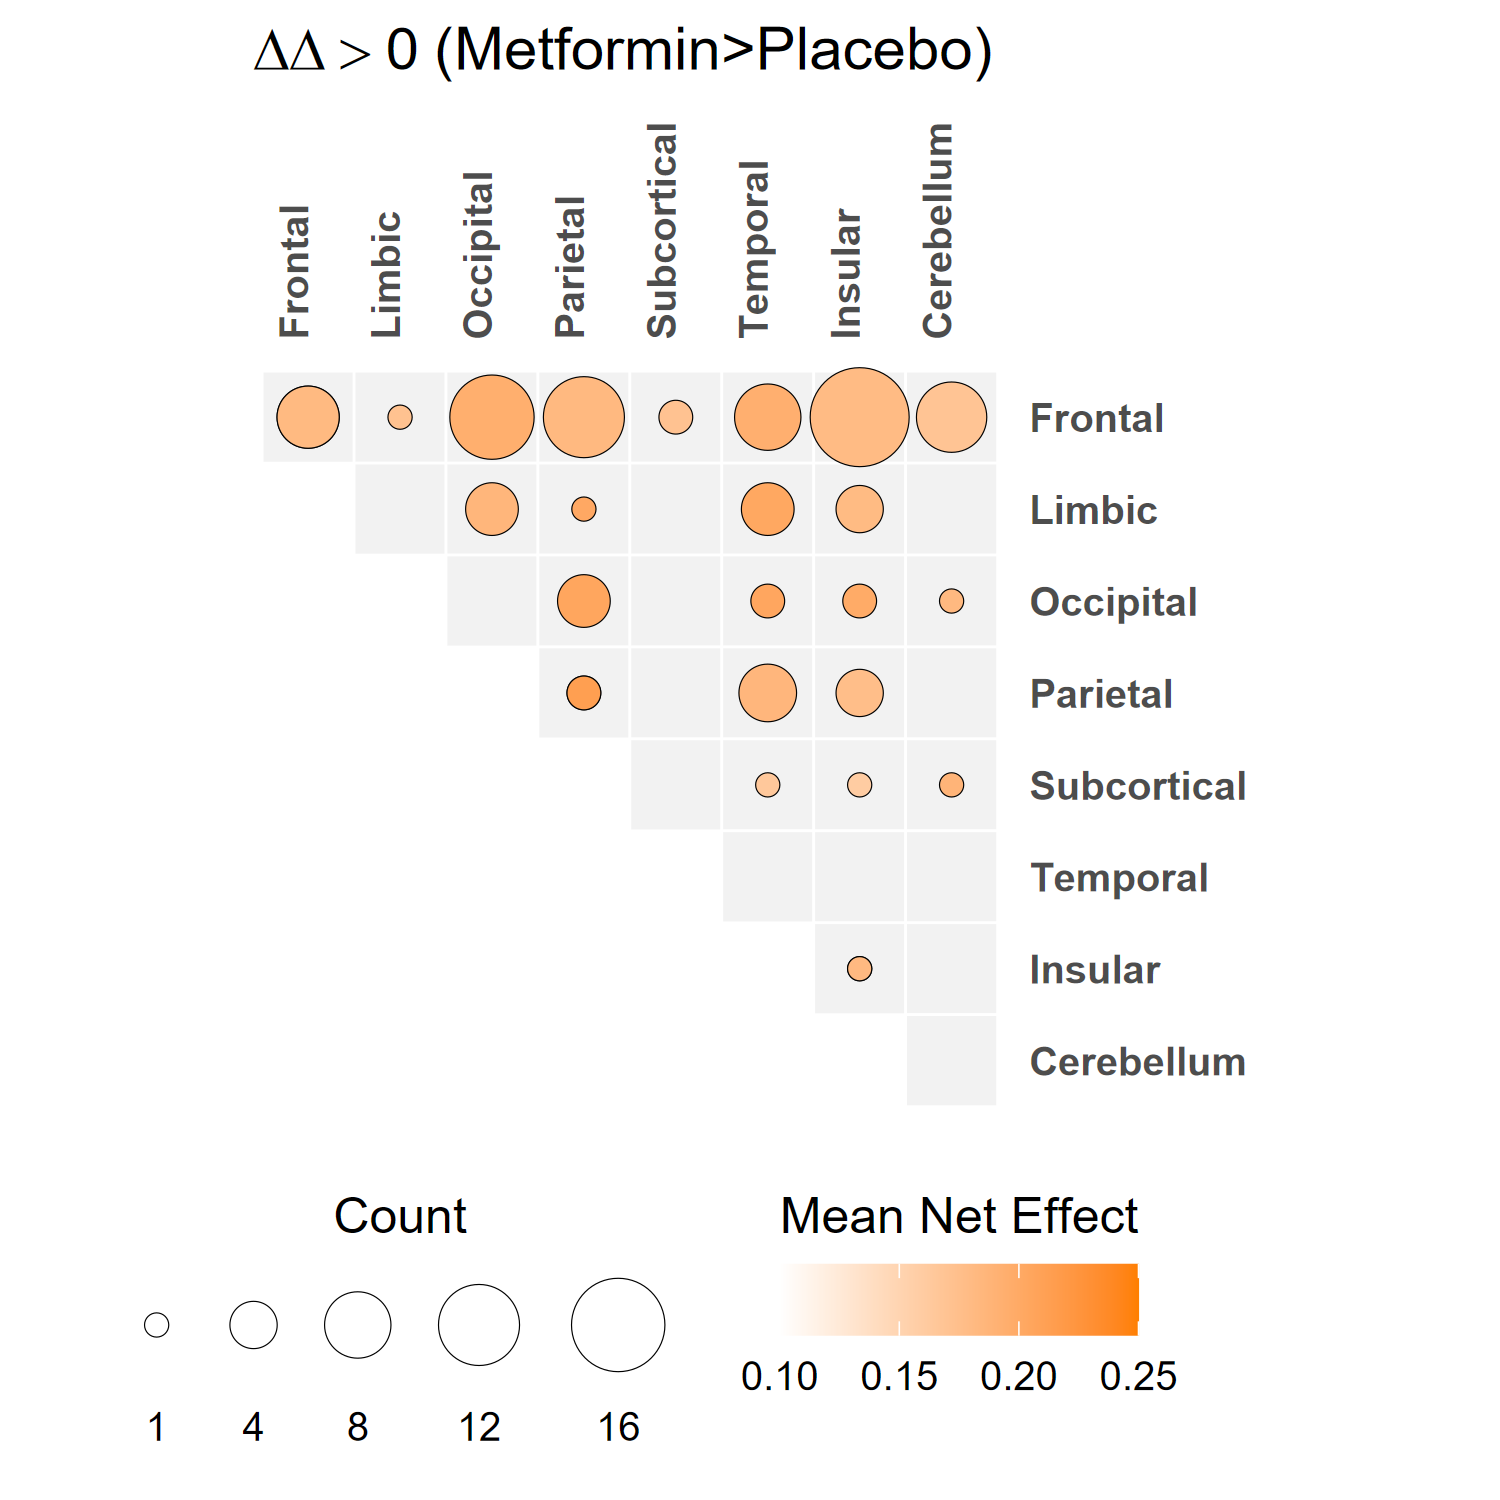 ΔΔ > 0 (Metformin>Placebo)
Frontal
Limbic
Occipital
Parietal
Subcortical
Temporal
Insular
Cerebellum
Frontal
Limbic
Occipital
Parietal
Subcortical
Temporal
Insular
Cerebellum
Count
1 4 8 12 16
Mean Net Effect
0.10 0.15 0.20 0.25